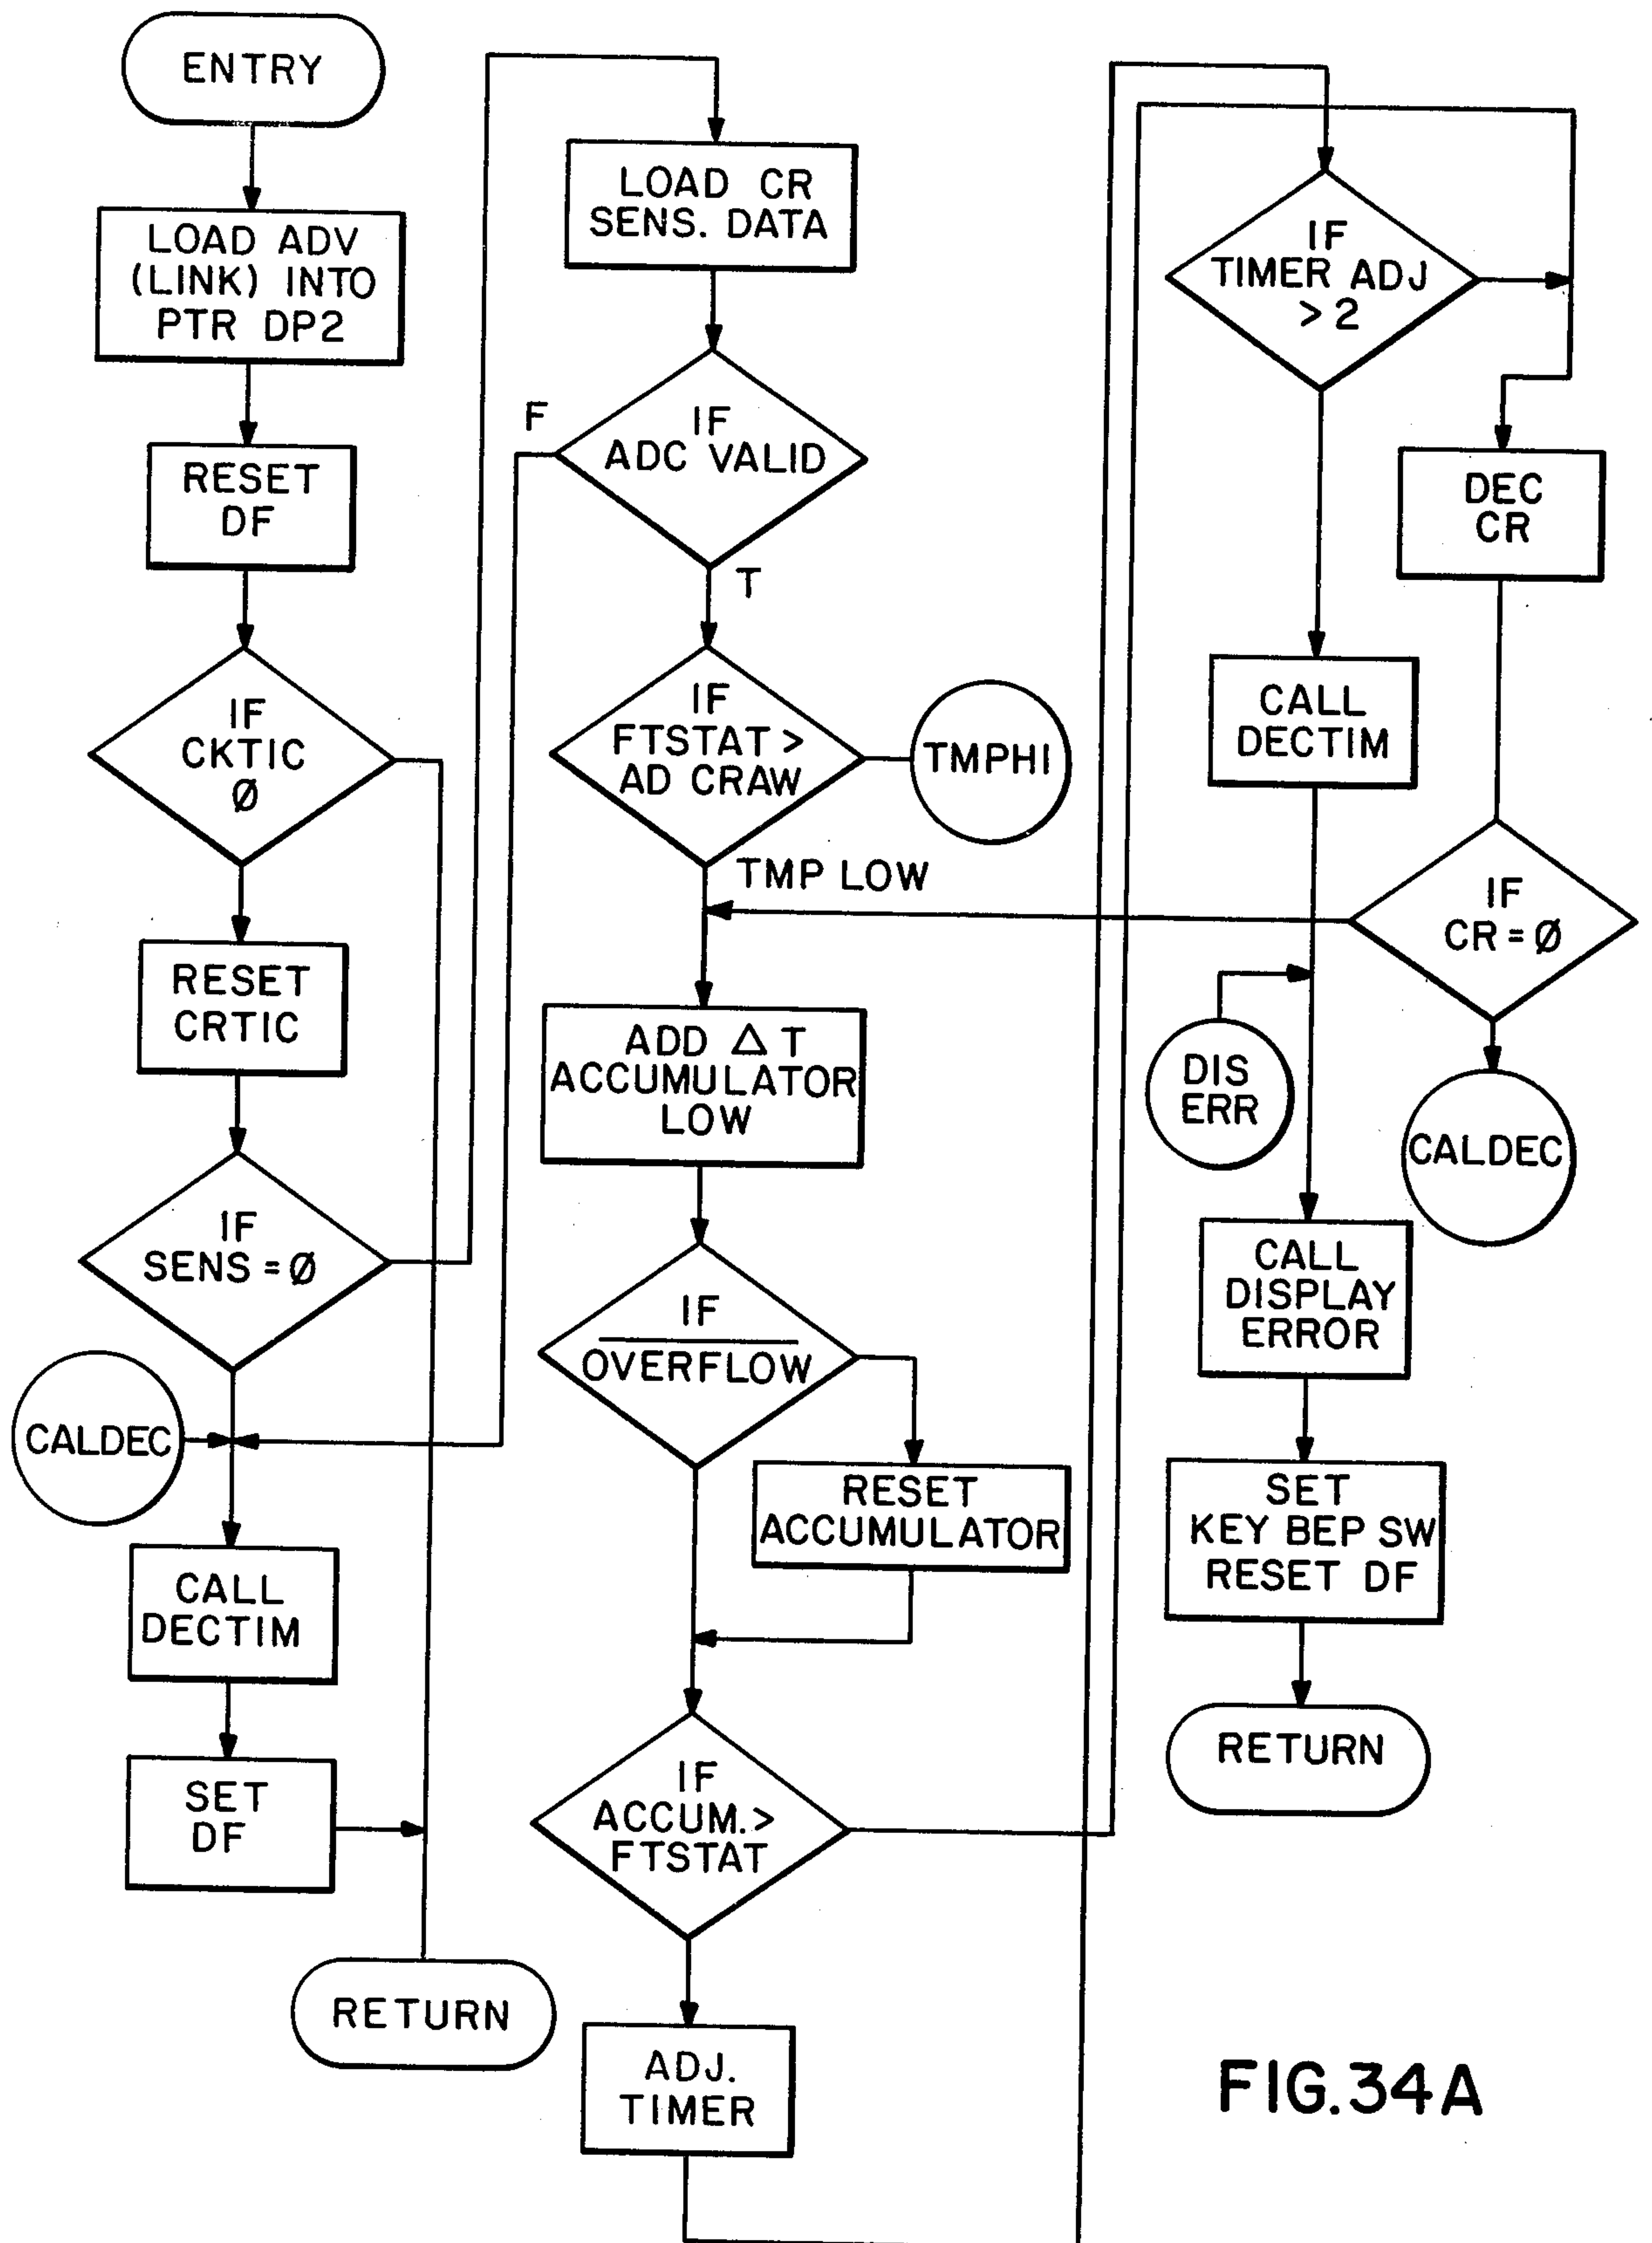 ENTRY
LOAD ADV
(LINK) INTO
PTR DP2
RESET
DF
IF
CKTIC
Ø
RESET
CRTIC
IF
SENS = Ø
CALDEC
CALL
DECTIM
SET
DF
RETURN
LOAD CR
SENS. DATA
IF
ADC VALID
F
T
IF
FTSTAT >
AD CRAW
TMPHI
TMP LOW
ADD Δ T
ACCUMULATOR
LOW
IF
OVERFLOW
RESET
ACCUMULATOR
IF
ACCUM. >
FTSTAT
ADJ.
TIMER
IF
TIMER ADJ
> 2
DEC
CR
CALL
DECTIM
IF
CR = Ø
DIS
ERR
CALDEC
CALL
DISPLAY
ERROR
SET
KEY BEP SW
RESET DF
RETURN
FIG. 34A